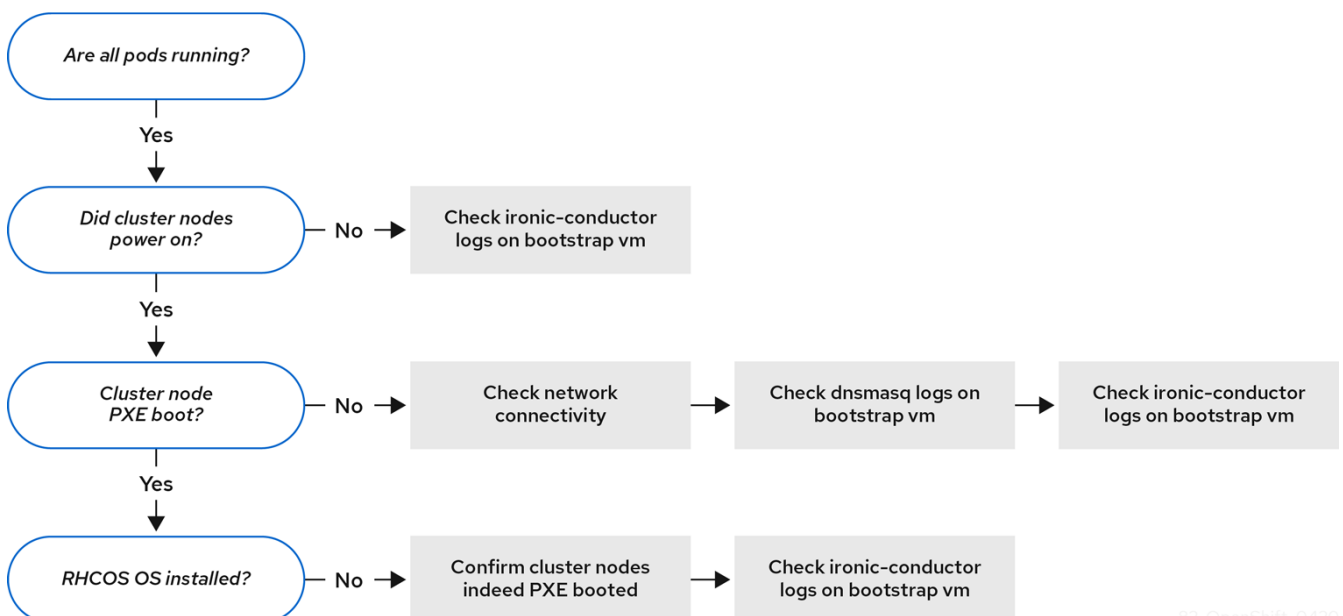 Are all pods running?
Yes
Did cluster nodes
power on?
No
Check ironic-conductor
logs on bootstrap vm
Yes
Cluster node
PXE boot?
No
Check network
connectivity
Check dnsmasq logs on
bootstrap vm
Check ironic-conductor
logs on bootstrap vm
Yes
RHCOS OS installed?
No
Confirm cluster nodes
indeed PXE booted
Check ironic-conductor
logs on bootstrap vm